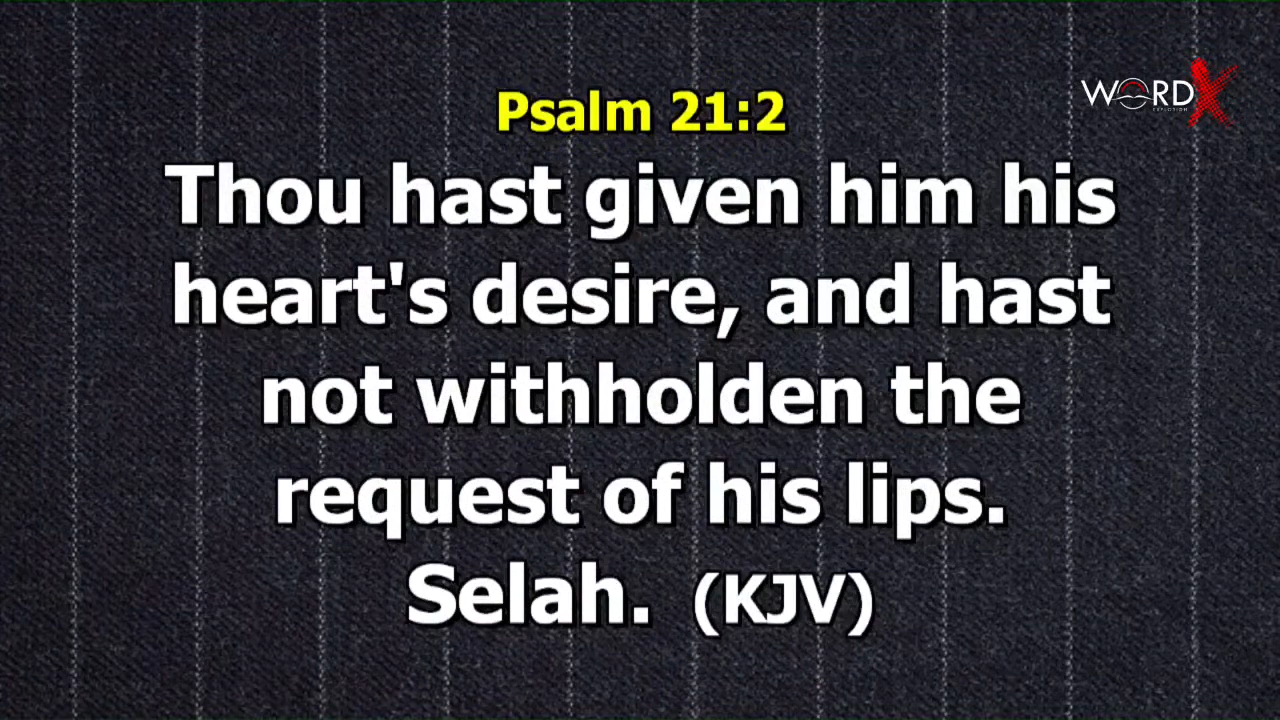 Psalm 21:2
WORDX
EXPLOSION
Thou hast given him his
heart's desire, and hast
not withholden the
request of his lips.
Selah. (KJV)